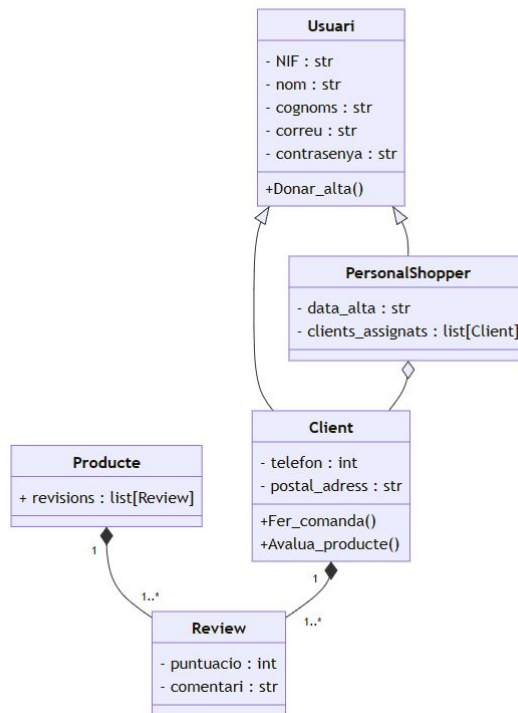 Usuari
- NIF : str
- nom : str
- cognoms : str
- correu : str
- contrasenya : str
+Donar_alta()
PersonalShopper
- data_alta : str
- clients_assignats : list[Client]
Client
- telefon : int
- postal_adress : str
+Fer_comanda()
+Avalua_producte()
Producte
+ revisions : list[Review]
1
1
1..*
1..*
Review
- puntuacio : int
- comentari : str